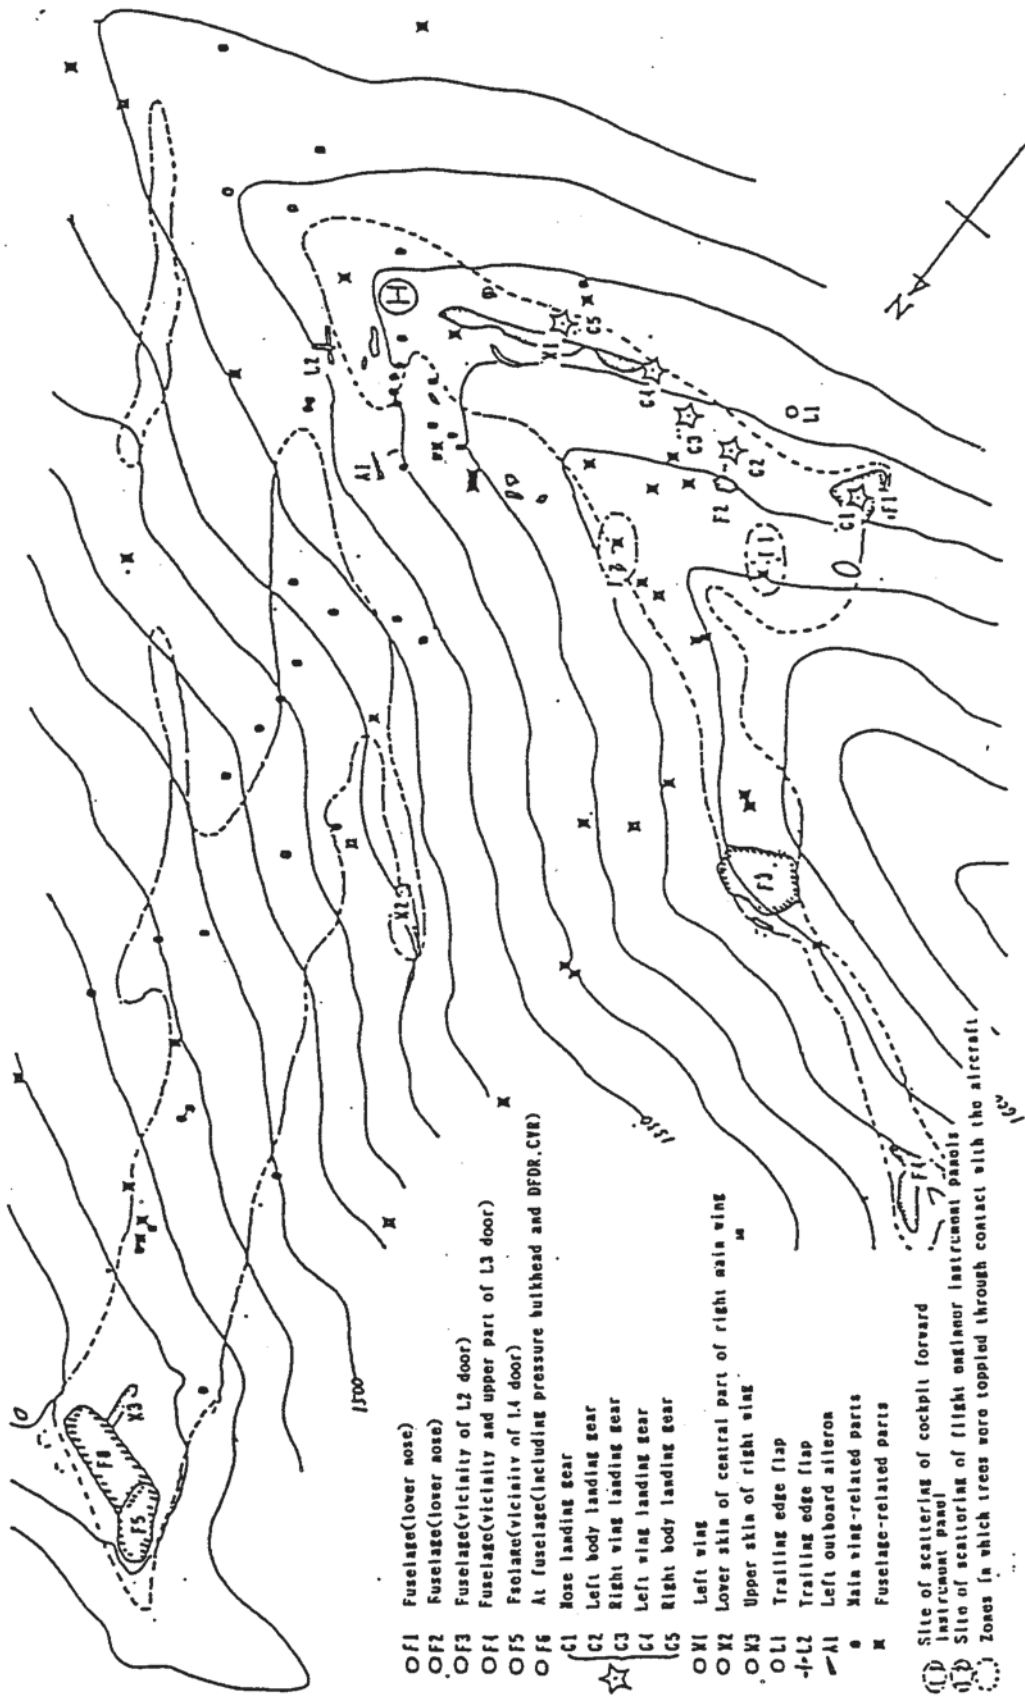 F1 Fuselage(lover nose)
F2 Fuselage(lover nose)
F3 Fuselage(vicinity of L2 door)
F4 Fuselage(vicinity and upper part of L3 door)
F5 Fsolane(vicinity of L4 door)
F6 At fuselage(including pressure bulkhead and DFDR.CVR)
C1 Nose landing gear
C2 Left body landing gear
C3 Right wing landing gear
C4 Left wing landing gear
C5 Right body landing gear
X1 Left wing
X2 Lover skin of central part of right main wing
X3 Upper skin of right wing
L1 Trailing edge flap
L2 Trailing edge flap
A1 Left outboard aileron
Main wing-related parts
Fuselage-related parts
Site of scattering of cockpit forward
instrument panel
Site of scattering of flight engineer instrument panels
Zones in which trees were toppled through contact with the aircraft
F5
X3
1500
X2
1550
A1
L2
H
X1
C5
C4
C3
C2
L1
F2
C1
F1
F3
F4
N